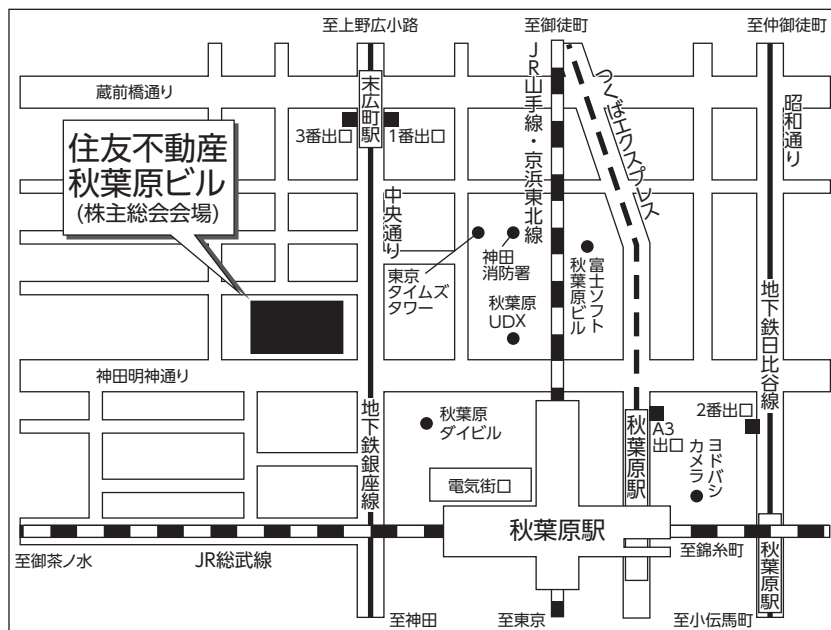 至上野広小路
至御徒町
至仲御徒町
蔵前橋通り
末広町駅
3番出口
1番出口
JR山手線・京浜東北線
つくばエクスプレス
昭和通り
住友不動産
秋葉原ビル
(株主総会会場)
中央通り
東京
タイムズ
タワー
神田
消防署
秋葉原
UDX
富士ソフト
秋葉原ビル
地下鉄日比谷線
神田明神通り
地下鉄銀座線
秋葉原
ダイビル
秋葉原駅
A3
出口
2番出口
ヨドバシ
カメラ
電気街口
秋葉原駅
至御茶ノ水
JR総武線
至錦糸町
秋葉原駅
至神田
至東京
至小伝馬町